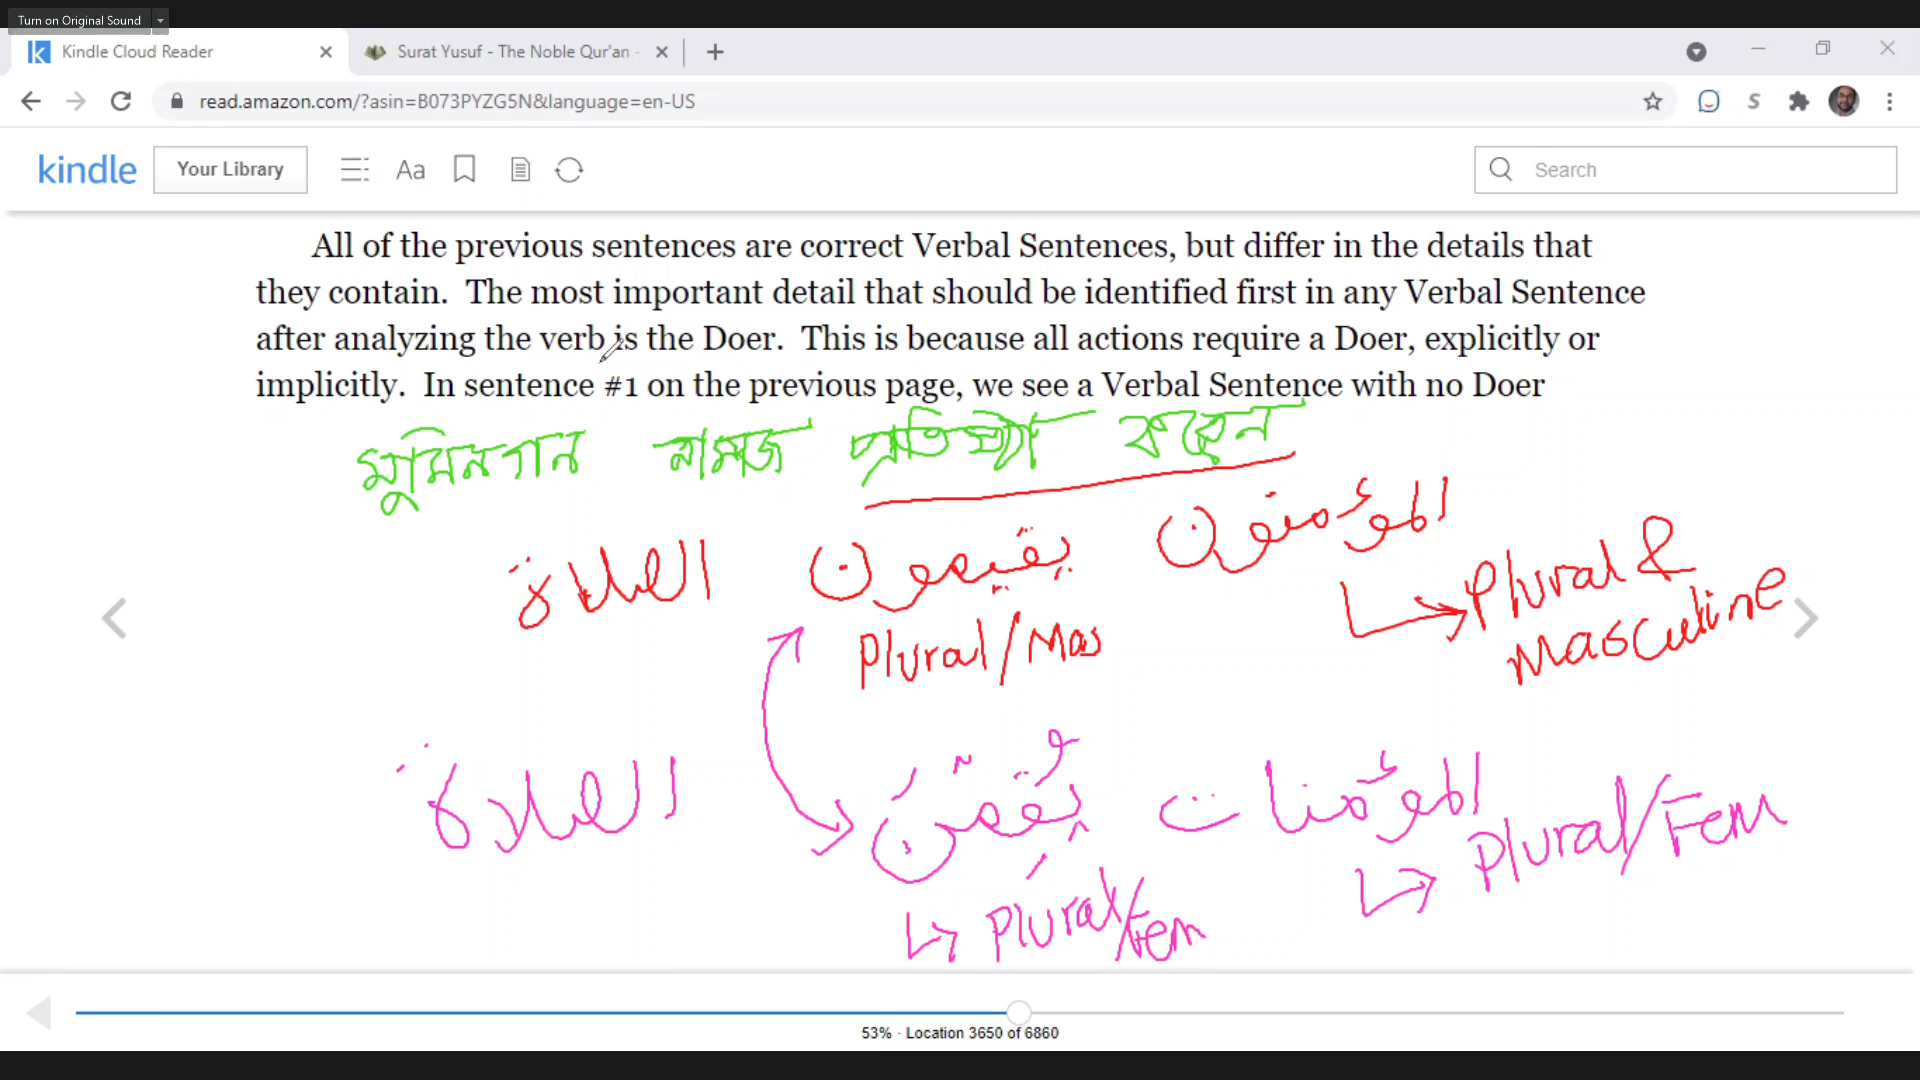 Turn on Original Sound
Kindle Cloud Reader
Surat Yusuf - The Noble Qur'an -
read.amazon.com/?asin=B073PYZG5N&language=en-US
kindle
Your Library
Aa
Search
All of the previous sentences are correct Verbal Sentences, but differ in the details that
they contain. The most important detail that should be identified first in any Verbal Sentence
after analyzing the verb is the Doer. This is because all actions require a Doer, explicitly or
implicitly. In sentence #1 on the previous page, we see a Verbal Sentence with no Doer
মুমিনগান নামাজ প্রতিষ্ঠা করেন
المؤمنون يقيمون الصلاة
Plural & Masculine
Plural/Mas
المؤمنات يُقِمْنَ الصلاة
Plural/Fem
Plural/Fem
53% · Location 3650 of 6860